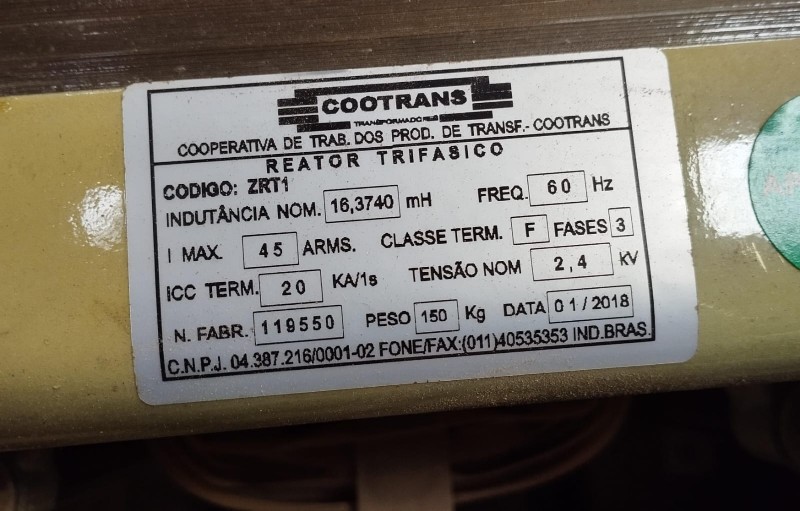 COOTRANS
TRANSFORMADORES
COOPERATIVA DE TRAB. DOS PROD. DE TRANSF.- COOTRANS
REATOR TRIFASICO
CODIGO: ZRT1
INDUTÂNCIA NOM. 16,3740 mH FREQ. 60 Hz
I MAX. 45 ARMS. CLASSE TERM. F FASES 3
ICC TERM. 20 KA/1s TENSÃO NOM 2,4 KV
N. FABR. 119550 PESO 150 Kg DATA 01/2018
C.N.P.J. 04.387.216/0001-02 FONE/FAX:(011)40535353 IND.BRAS.